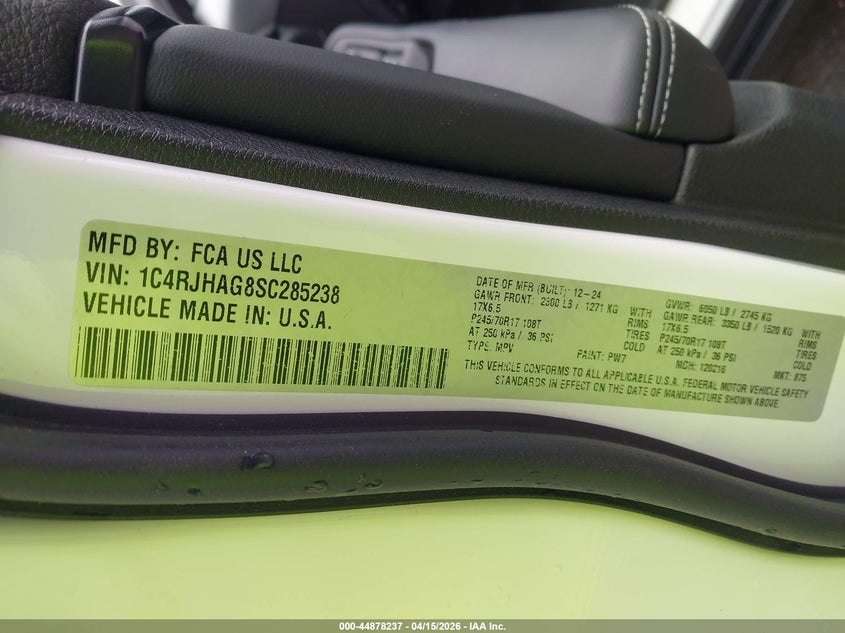 MFD BY: FCA US LLC
VIN: 1C4RJHAG8SC285238
VEHICLE MADE IN: U.S.A.
DATE OF MFR (BUILT): 12-24
GAWR FRONT: 2800 LB / 1271 KG WITH
17X6.5 RIMS
P245/70R17 108T TIRES
AT 250 kPa / 36 PSI COLD
TYPE: MPV PAINT: PW7
GVWR: 6050 LB / 2745 KG
GAWR REAR: 3350 LB / 1520 KG WITH
17X6.5 RIMS
P245/70R17 108T TIRES
AT 250 kPa / 36 PSI COLD
MCH: 120216 MKT: 875
THIS VEHICLE CONFORMS TO ALL APPLICABLE U.S.A. FEDERAL MOTOR VEHICLE SAFETY
STANDARDS IN EFFECT ON THE DATE OF MANUFACTURE SHOWN ABOVE.
000-44878237 - 04/15/2026 - IAA Inc.